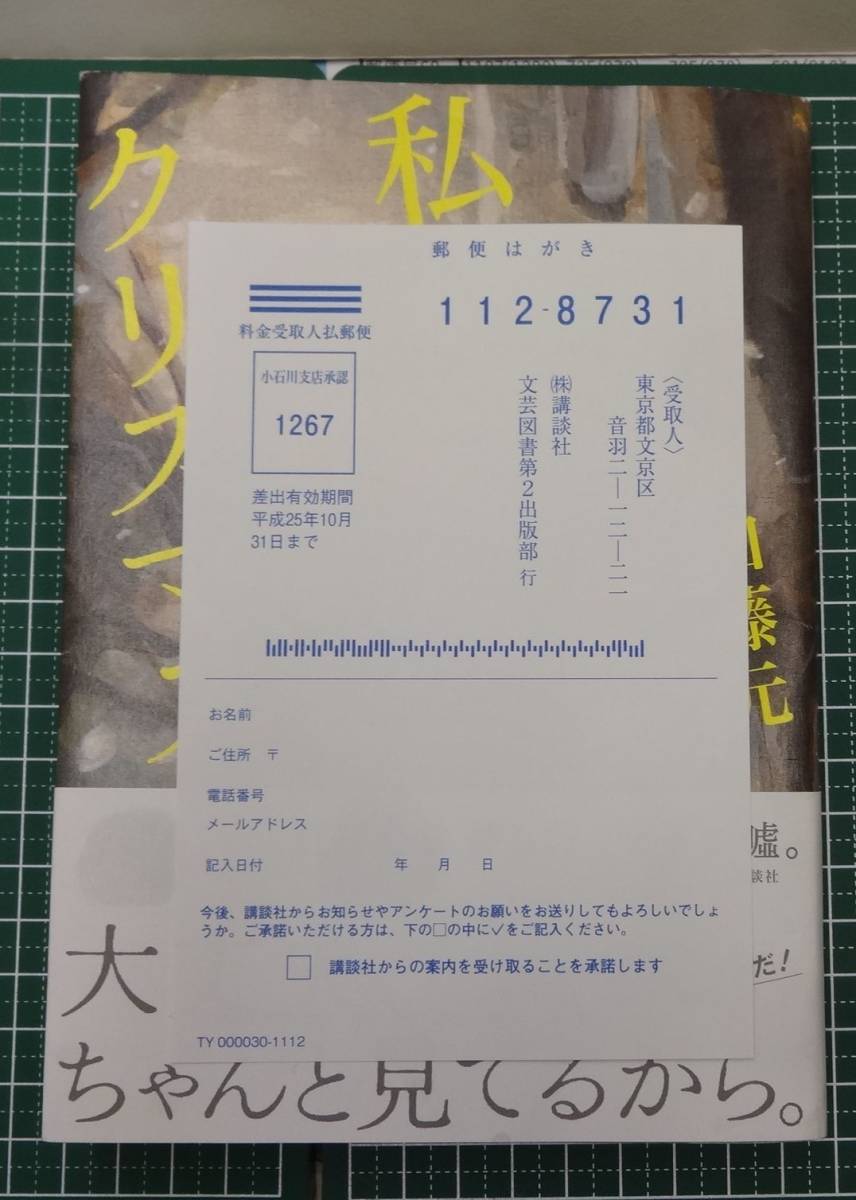 私
クリスマス
藤元
郵便はがき
112-8731
料金受取人払郵便
小石川支店承認
1267
差出有効期間
平成25年10月
31日まで
〈受取人〉
東京都文京区
音羽二―一二―二一
㈱講談社
文芸図書第2出版部 行
お名前
ご住所 〒
電話番号
メールアドレス
記入日付 年 月 日
今後、講談社からお知らせやアンケートのお願いをお送りしてもよろしいでしょ
うか。ご承諾いただける方は、下の□の中に✓をご記入ください。
□ 講談社からの案内を受け取ることを承諾します
TY 000030-1112
嘘。
談社
だ!
大
ちゃんと見てるから。